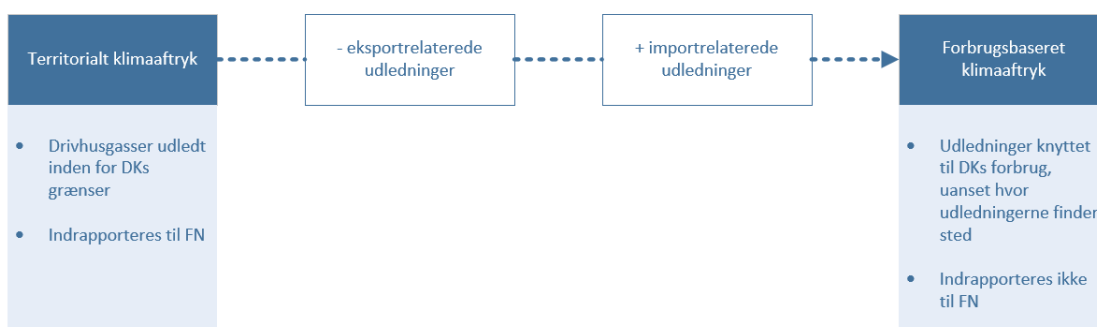 Territorialt klimaaftryk
- eksportrelaterede
udledninger
+ importrelaterede
udledninger
Forbrugsbaseret
klimaaftryk
• Drivhusgasser udledt
inden for DKs
grænser
• Indrapporteres til FN
• Udledninger knyttet
til DKs forbrug,
uanset hvor
udledningerne finder
sted
• Indrapporteres ikke
til FN